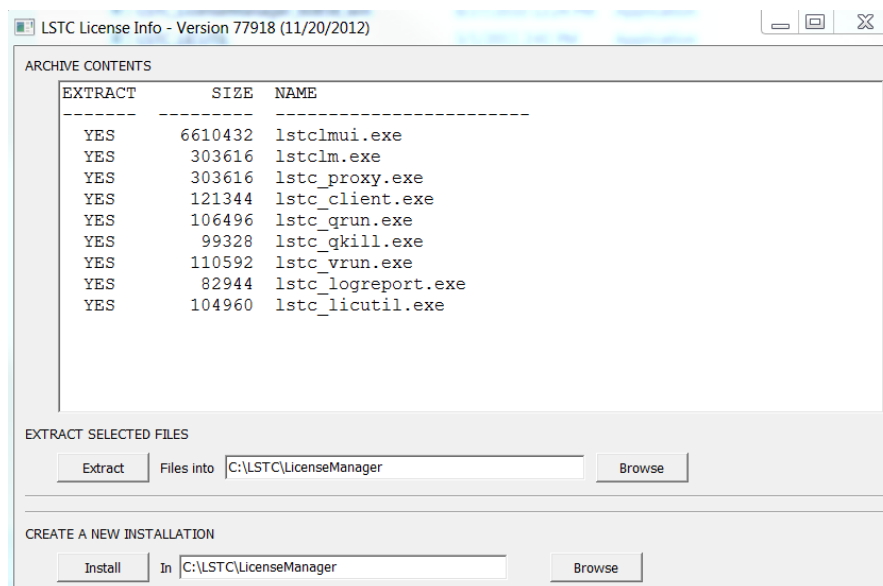 LSTC License Info - Version 77918 (11/20/2012)
ARCHIVE CONTENTS
EXTRACT SIZE NAME
------- --------- ------------------------
YES 6610432 lstclmui.exe
YES 303616 lstclm.exe
YES 303616 lstc_proxy.exe
YES 121344 lstc_client.exe
YES 106496 lstc_qrun.exe
YES 99328 lstc_qkill.exe
YES 110592 lstc_vrun.exe
YES 82944 lstc_logreport.exe
YES 104960 lstc_licutil.exe
EXTRACT SELECTED FILES
Extract Files into C:\LSTC\LicenseManager Browse
CREATE A NEW INSTALLATION
Install In C:\LSTC\LicenseManager Browse